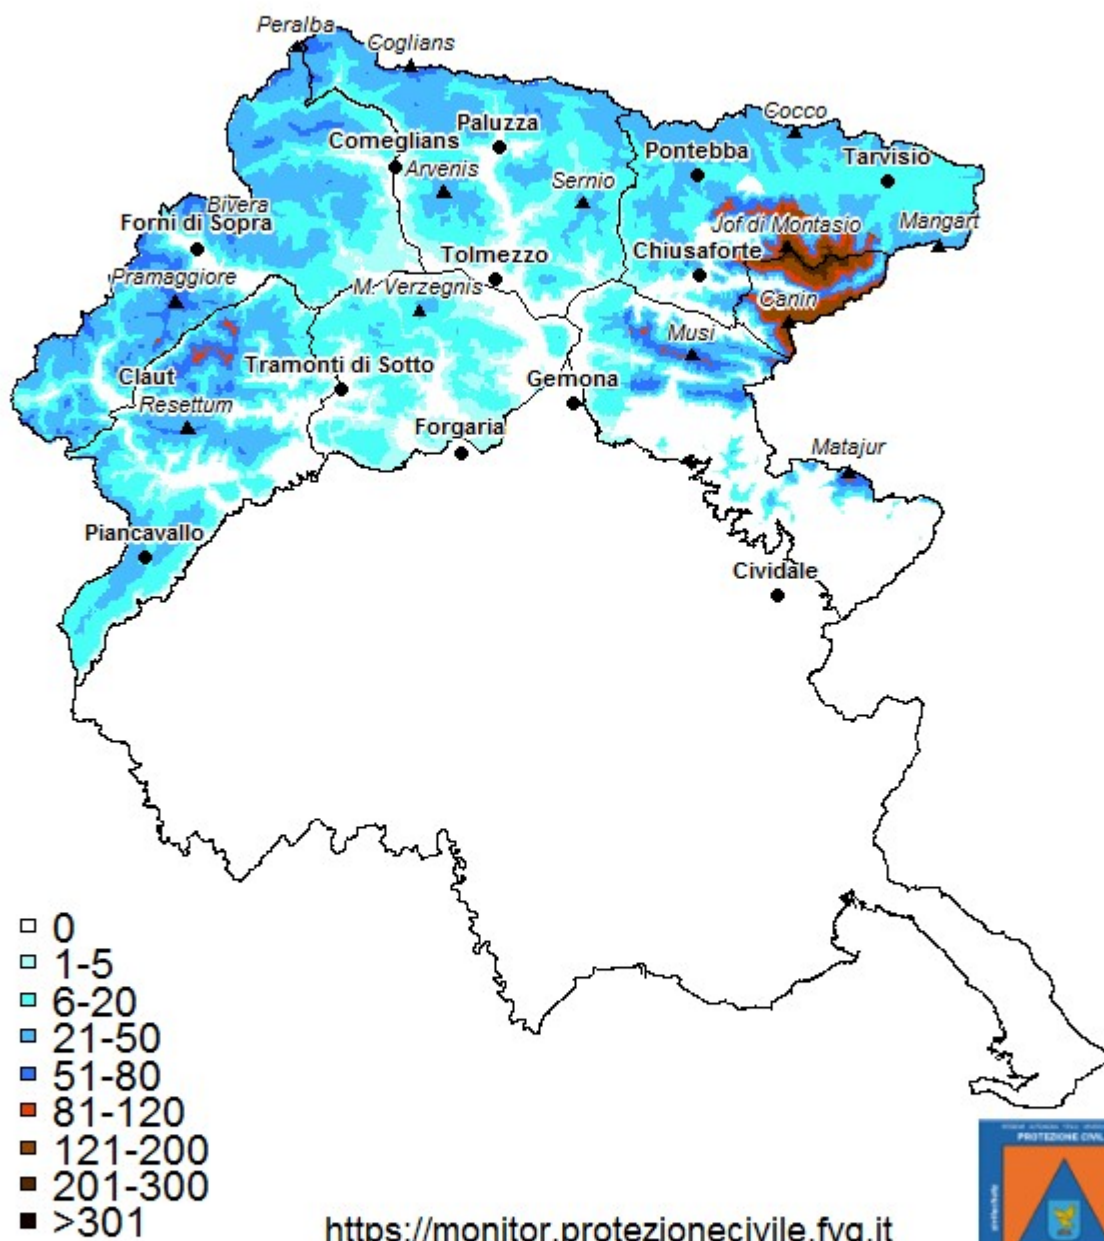 Peralba
Coglians
Cocco
Paluzza
Comeglians
Pontebba
Tarvisio
Arvenis
Sernio
Bivera
Forni di Sopra
Jof di Montasio
Mangart
Tolmezzo
Chiusaforte
Pramaggiore
M. Verzegnis
Canin
Musi
Claut
Tramonti di Sotto
Gemona
Resettum
Forgaria
Matajur
Piancavallo
Cividale
0
1-5
6-20
21-50
51-80
81-120
121-200
201-300
>301
https://monitor.protezionecivile.fvg.it
PROTEZIONE CIVIL